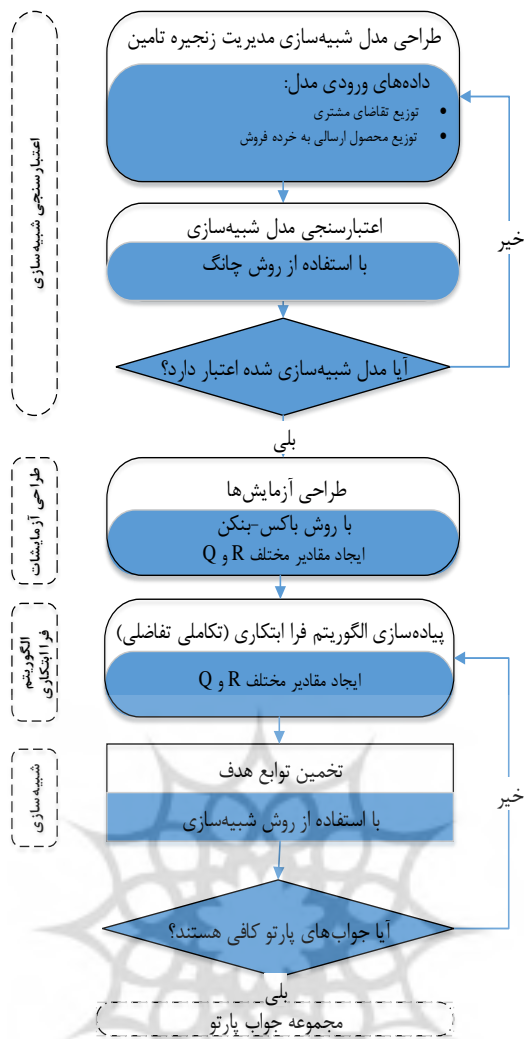 طراحی مدل شبیه‌سازی مدیریت زنجیره تامین
داده‌های ورودی مدل:
• توزیع تقاضای مشتری
• توزیع محصول ارسالی به خرده فروش
اعتبارسنجی شبیه‌سازی
خیر
اعتبارسنجی مدل شبیه‌سازی
با استفاده از روش چانگ
آیا مدل شبیه‌سازی شده اعتبار دارد؟
بلی
طراحی آزمایشات
طراحی آزمایش‌ها
با روش باکس-بنکن
ایجاد مقادیر مختلف R و Q
الگوریتم
فرا ابتکاری
پیاده‌سازی الگوریتم فرا ابتکاری (تکاملی تفاضلی)
ایجاد مقادیر مختلف R و Q
شبیه‌سازی
تخمین توابع هدف
با استفاده از روش شبیه‌سازی
خیر
آیا جواب‌های پارتو کافی هستند؟
بلی
مجموعه جواب پارتو